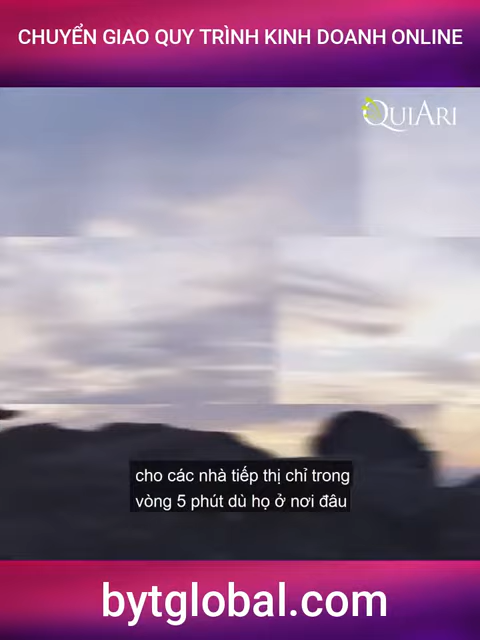 CHUYỂN GIAO QUY TRÌNH KINH DOANH ONLINE
QUIARI
cho các nhà tiếp thị chỉ trong
vòng 5 phút dù họ ở nơi đâu
bytglobal.com